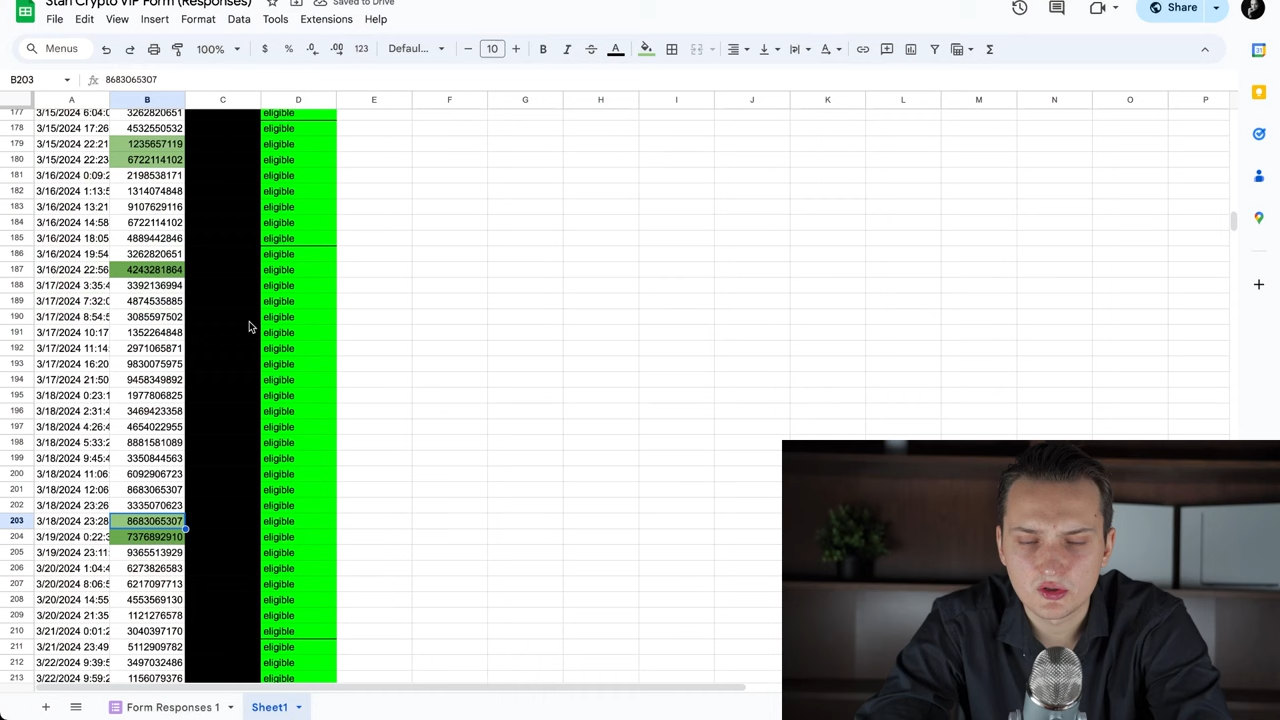 Stan Crypto VIP Form (Responses)
Saved to Drive
File Edit View Insert Format Data Tools Extensions Help
Share
Menus 100% $ % .0 .00 123 Defaul... 10 B I A
B203 fx 8683065307
A B C D E F G H I J K L M N O P
177 3/15/2024 6:04:0 3262820651 eligible
178 3/15/2024 17:26 4532550532 eligible
179 3/15/2024 22:21 1235657119 eligible
180 3/15/2024 22:23 6722114102 eligible
181 3/16/2024 0:09:2 2198538171 eligible
182 3/16/2024 1:13:5 1314074848 eligible
183 3/16/2024 13:21 9107629116 eligible
184 3/16/2024 14:58 6722114102 eligible
185 3/16/2024 18:05 4889442846 eligible
186 3/16/2024 19:54 3262820651 eligible
187 3/16/2024 22:56 4243281864 eligible
188 3/17/2024 3:35:4 3392136994 eligible
189 3/17/2024 7:32:0 4874535885 eligible
190 3/17/2024 8:54:5 3085597502 eligible
191 3/17/2024 10:17 1352264848 eligible
192 3/17/2024 11:14: 2971065871 eligible
193 3/17/2024 16:20 9830075975 eligible
194 3/17/2024 21:50 9458349892 eligible
195 3/18/2024 0:23:1 1977806825 eligible
196 3/18/2024 2:31:4 3469423358 eligible
197 3/18/2024 4:26:4 4654022955 eligible
198 3/18/2024 5:33:2 8881581089 eligible
199 3/18/2024 9:45:4 3350844563 eligible
200 3/18/2024 11:06 6092906723 eligible
201 3/18/2024 12:06 8683065307 eligible
202 3/18/2024 23:26 3335070623 eligible
203 3/18/2024 23:28 8683065307 eligible
204 3/19/2024 0:22:3 7376892910 eligible
205 3/19/2024 23:11: 9365513929 eligible
206 3/20/2024 1:04:4 6273826583 eligible
207 3/20/2024 8:06:5 6217097713 eligible
208 3/20/2024 14:55 4553569130 eligible
209 3/20/2024 21:35 1121276578 eligible
210 3/21/2024 0:01:2 3040397170 eligible
211 3/21/2024 23:49 5112909782 eligible
212 3/22/2024 9:39:5 3497032486 eligible
213 3/22/2024 9:59:2 1156079376 eligible
Form Responses 1 Sheet1